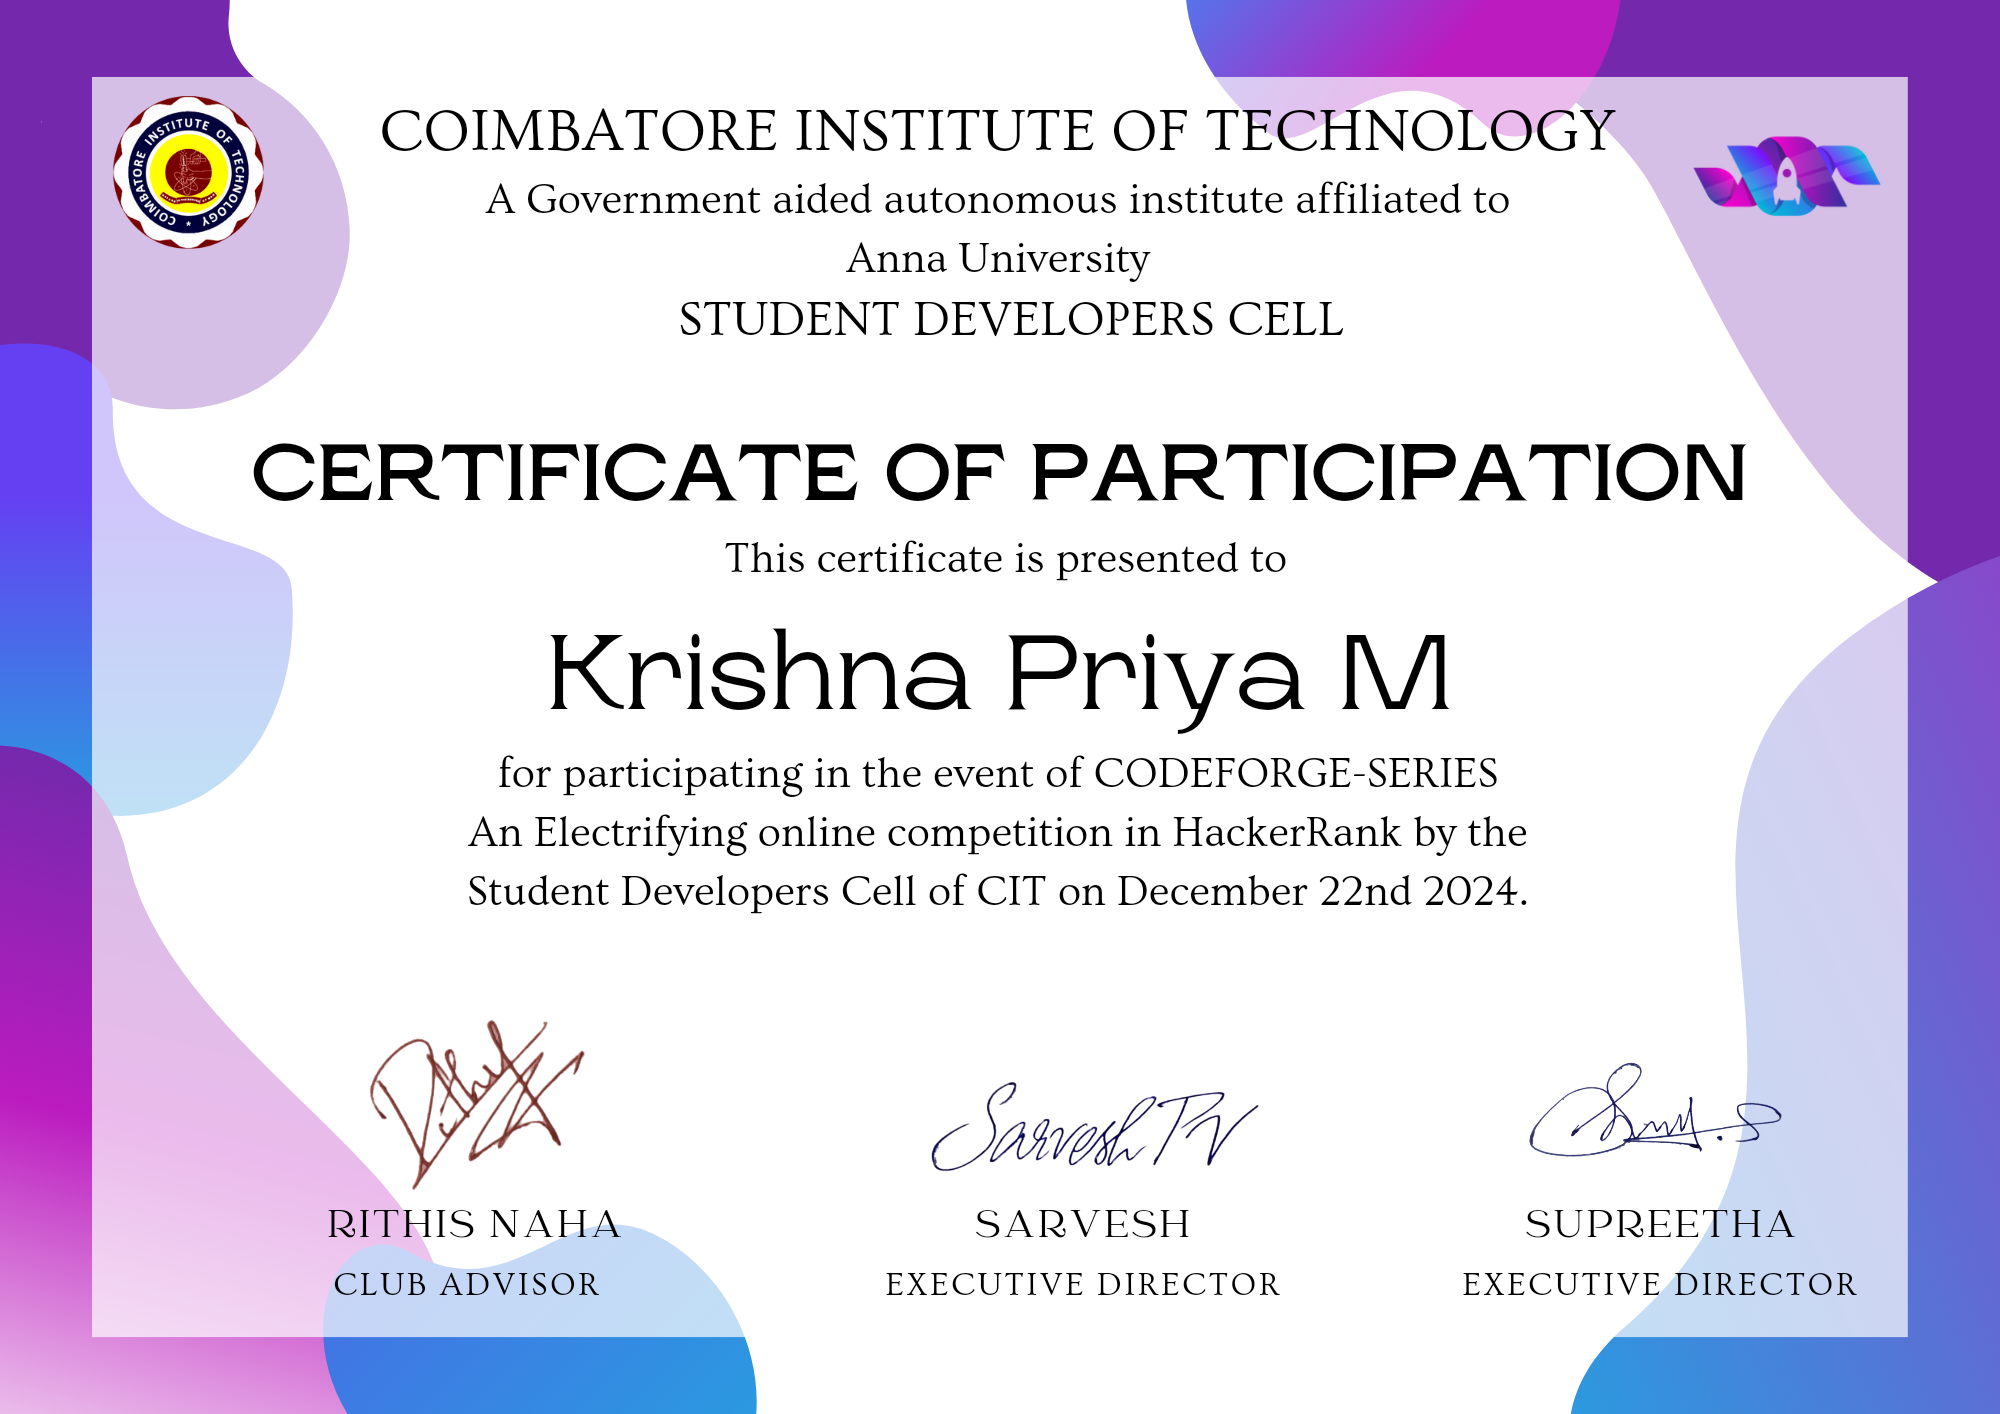 COIMBATORE INSTITUTE OF TECHNOLOGY
COIMBATORE INSTITUTE OF TECHNOLOGY *
A Government aided autonomous institute affiliated to
Anna University
STUDENT DEVELOPERS CELL
CERTIFICATE OF PARTICIPATION
This certificate is presented to
Krishna Priya M
for participating in the event of CODEFORGE-SERIES
An Electrifying online competition in HackerRank by the
Student Developers Cell of CIT on December 22nd 2024.
Sarvesh PV
RITHIS NAHA
SARVESH
SUPREETHA
CLUB ADVISOR
EXECUTIVE DIRECTOR
EXECUTIVE DIRECTOR